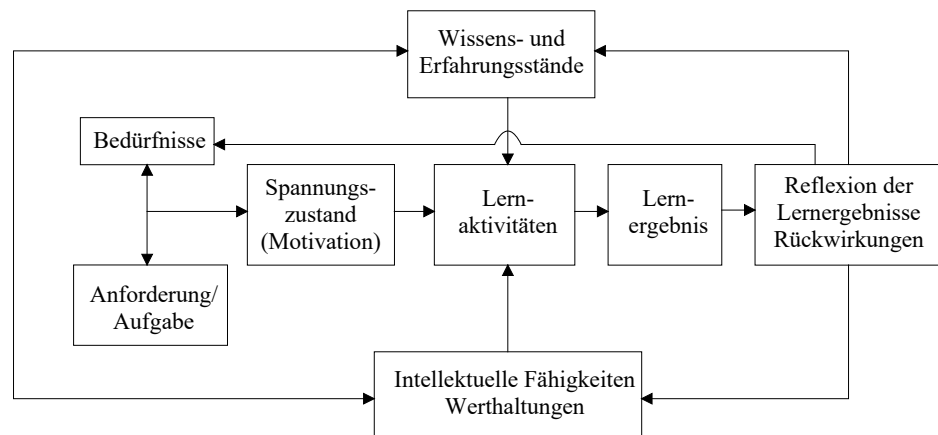 Wissens- und
Erfahrungsstände
Bedürfnisse
Spannungs-
zustand
(Motivation)
Lern-
aktivitäten
Lern-
ergebnis
Reflexion der
Lernergebnisse
Rückwirkungen
Anforderung/
Aufgabe
Intellektuelle Fähigkeiten
Werthaltungen